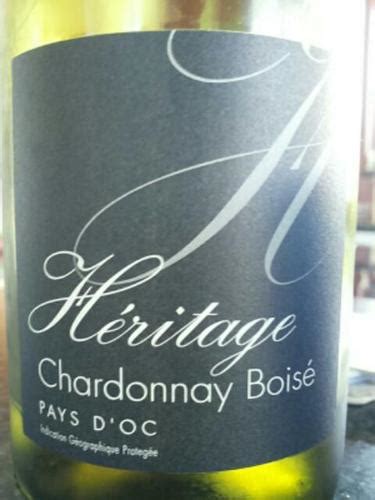 Héritage
Chardonnay Boisé
PAYS D'OC
Indication Géographique Protegée